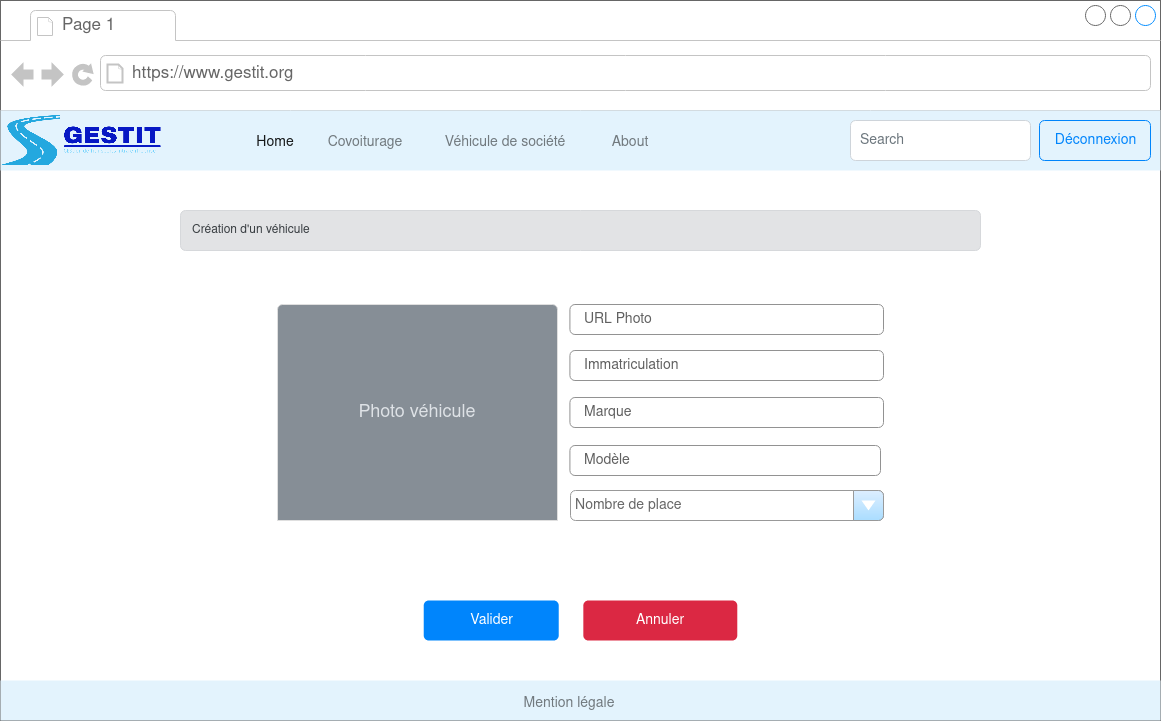 Page 1
https://www.gestit.org
GESTIT
Home
Covoiturage
Véhicule de société
About
Search
Déconnexion
Création d'un véhicule
Photo véhicule
URL Photo
Immatriculation
Marque
Modèle
Nombre de place
Valider
Annuler
Mention légale